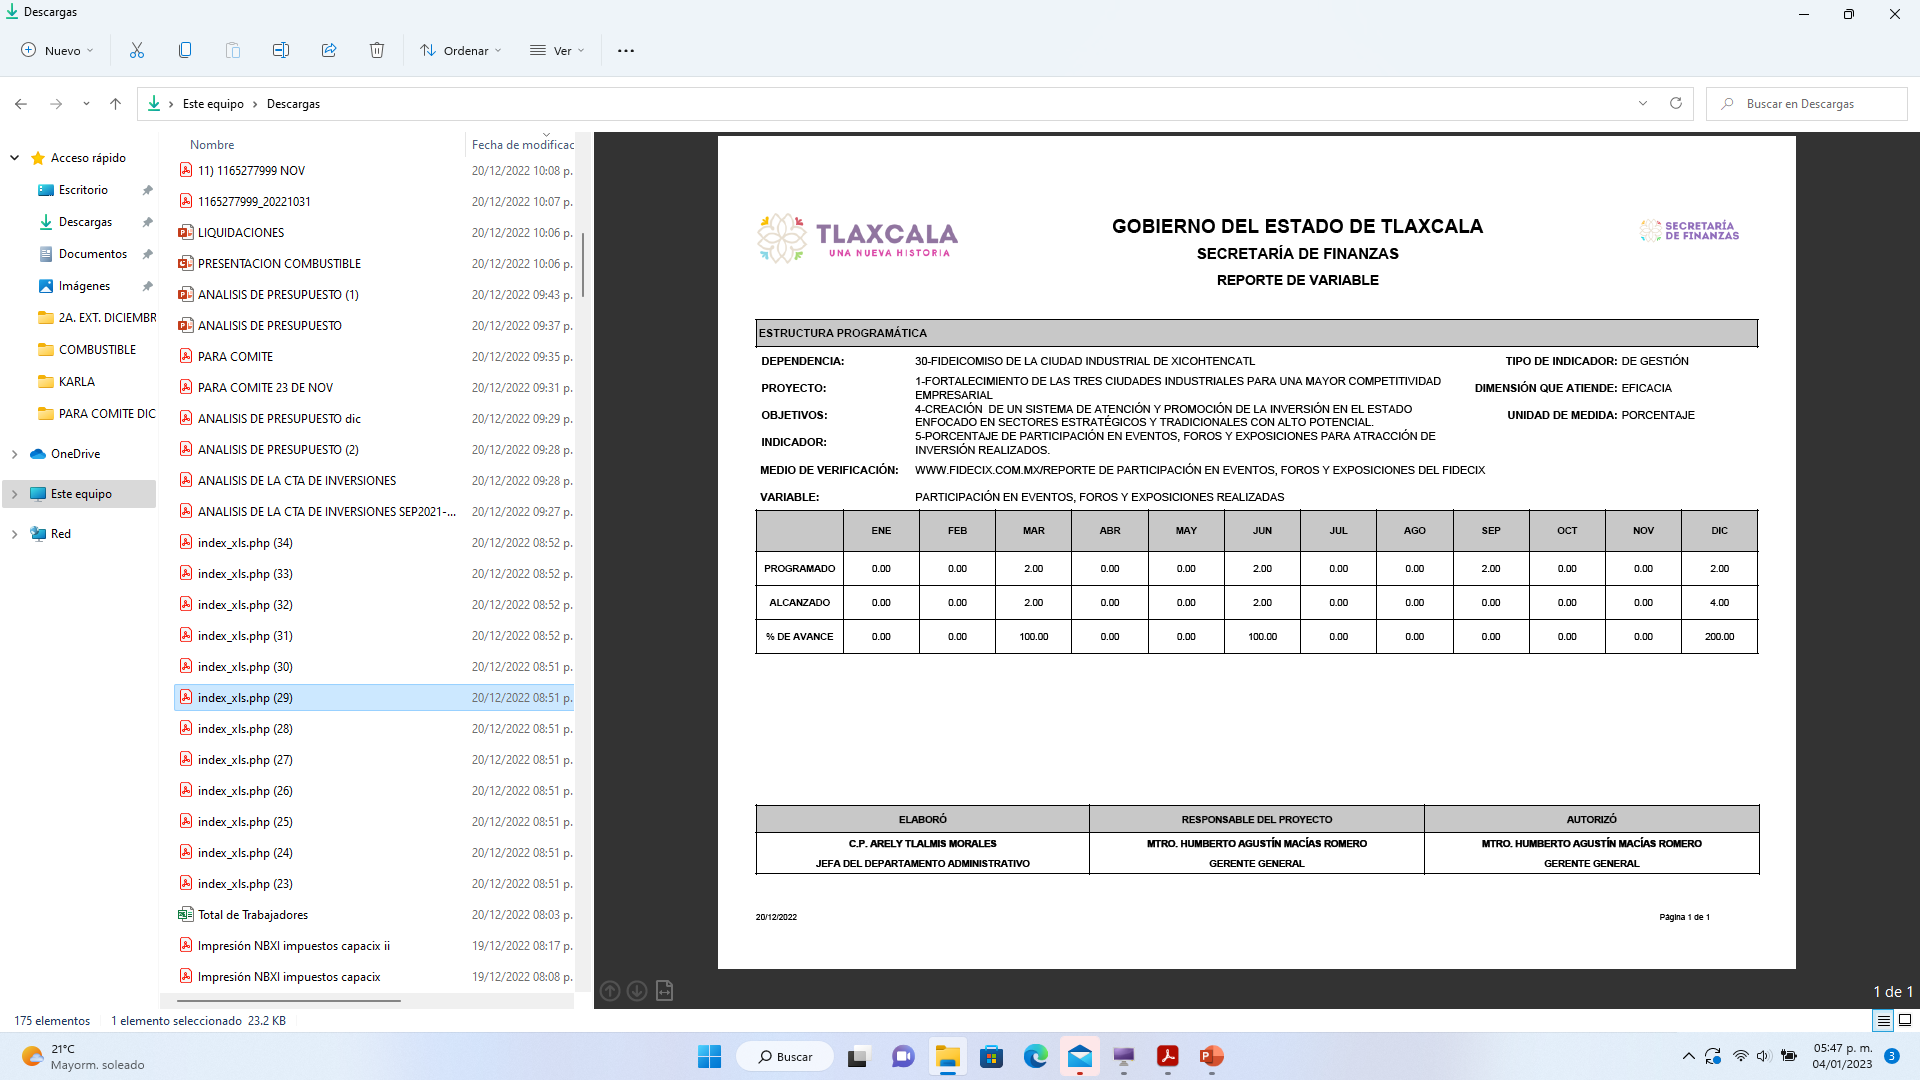 Descargas
Nuevo
Ordenar
Ver
Este equipo > Descargas
Buscar en Descargas
Acceso rápido
Escritorio
Descargas
Documentos
Imágenes
2A. EXT. DICIEMBR
COMBUSTIBLE
KARLA
PARA COMITE DIC
OneDrive
Este equipo
Red
Nombre Fecha de modificac
11) 1165277999 NOV 20/12/2022 10:08 p.
1165277999_20221031 20/12/2022 10:07 p.
LIQUIDACIONES 20/12/2022 10:06 p.
PRESENTACION COMBUSTIBLE 20/12/2022 10:06 p.
ANALISIS DE PRESUPUESTO (1) 20/12/2022 09:43 p.
ANALISIS DE PRESUPUESTO 20/12/2022 09:37 p.
PARA COMITE 20/12/2022 09:35 p.
PARA COMITE 23 DE NOV 20/12/2022 09:31 p.
ANALISIS DE PRESUPUESTO dic 20/12/2022 09:29 p.
ANALISIS DE PRESUPUESTO (2) 20/12/2022 09:28 p.
ANALISIS DE LA CTA DE INVERSIONES 20/12/2022 09:28 p.
ANALISIS DE LA CTA DE INVERSIONES SEP2021-... 20/12/2022 09:27 p.
index_xls.php (34) 20/12/2022 08:52 p.
index_xls.php (33) 20/12/2022 08:52 p.
index_xls.php (32) 20/12/2022 08:52 p.
index_xls.php (31) 20/12/2022 08:52 p.
index_xls.php (30) 20/12/2022 08:51 p.
index_xls.php (29) 20/12/2022 08:51 p.
index_xls.php (28) 20/12/2022 08:51 p.
index_xls.php (27) 20/12/2022 08:51 p.
index_xls.php (26) 20/12/2022 08:51 p.
index_xls.php (25) 20/12/2022 08:51 p.
index_xls.php (24) 20/12/2022 08:51 p.
index_xls.php (23) 20/12/2022 08:51 p.
Total de Trabajadores 20/12/2022 08:03 p.
Impresión NBXI impuestos capacix ii 19/12/2022 08:17 p.
Impresión NBXI impuestos capacix 19/12/2022 08:08 p.
TLAXCALA
UNA NUEVA HISTORIA
GOBIERNO DEL ESTADO DE TLAXCALA
SECRETARÍA DE FINANZAS
REPORTE DE VARIABLE
SECRETARÍA
DE FINANZAS
ESTRUCTURA PROGRAMÁTICA
DEPENDENCIA: 30-FIDEICOMISO DE LA CIUDAD INDUSTRIAL DE XICOHTENCATL TIPO DE INDICADOR: DE GESTIÓN
PROYECTO: 1-FORTALECIMIENTO DE LAS TRES CIUDADES INDUSTRIALES PARA UNA MAYOR COMPETITIVIDAD
EMPRESARIAL
DIMENSIÓN QUE ATIENDE: EFICACIA
OBJETIVOS: 4-CREACIÓN DE UN SISTEMA DE ATENCIÓN Y PROMOCIÓN DE LA INVERSIÓN EN EL ESTADO
ENFOCADO EN SECTORES ESTRATÉGICOS Y TRADICIONALES CON ALTO POTENCIAL.
UNIDAD DE MEDIDA: PORCENTAJE
INDICADOR: 5-PORCENTAJE DE PARTICIPACIÓN EN EVENTOS, FOROS Y EXPOSICIONES PARA ATRACCIÓN DE
INVERSIÓN REALIZADOS.
MEDIO DE VERIFICACIÓN: WWW.FIDECIX.COM.MX/REPORTE DE PARTICIPACIÓN EN EVENTOS, FOROS Y EXPOSICIONES DEL FIDECIX
VARIABLE: PARTICIPACIÓN EN EVENTOS, FOROS Y EXPOSICIONES REALIZADAS
ENE FEB MAR ABR MAY JUN JUL AGO SEP OCT NOV DIC
PROGRAMADO 0.00 0.00 2.00 0.00 0.00 2.00 0.00 0.00 2.00 0.00 0.00 2.00
ALCANZADO 0.00 0.00 2.00 0.00 0.00 2.00 0.00 0.00 0.00 0.00 0.00 4.00
% DE AVANCE 0.00 0.00 100.00 0.00 0.00 100.00 0.00 0.00 0.00 0.00 0.00 200.00
ELABORÓ RESPONSABLE DEL PROYECTO AUTORIZÓ
C.P. ARELY TLALMIS MORALES MTRO. HUMBERTO AGUSTÍN MACÍAS ROMERO MTRO. HUMBERTO AGUSTÍN MACÍAS ROMERO
JEFA DEL DEPARTAMENTO ADMINISTRATIVO GERENTE GENERAL GERENTE GENERAL
20/12/2022 Página 1 de 1
1 de 1
175 elementos 1 elemento seleccionado 23.2 KB
21°C
Mayorm. soleado
Buscar
05:47 p. m.
04/01/2023
3